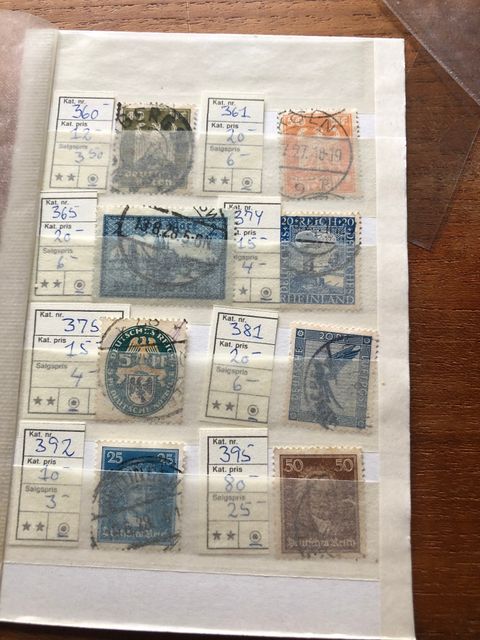 Kat. nr.
360
Kat. pris
12-
Salgspris
3 50
Kat. nr.
361
Kat. pris
20-
Salgspris
6-
KÖLN
Kat. nr.
365
Kat. pris
20-
Salgspris
6-
Kat. nr.
374
Kat. pris
15-
Salgspris
4-
20 REICH 20
RHEINLAND
Kat. nr.
375
Kat. pris
15-
Salgspris
4-
Kat. nr.
381
Kat. pris
20-
Salgspris
6-
20
Kat. nr.
392
Kat. pris
10-
Salgspris
3-
25 25
Deutsches Reich
Kat. nr.
395
Kat. pris
80-
Salgspris
25-
50 50
Deutsches Reich